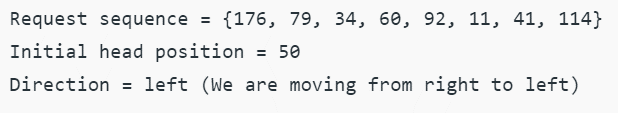 Request sequence = {176, 79, 34, 60, 92, 11, 41, 114}
Initial head position = 50
Direction = left (We are moving from right to left)